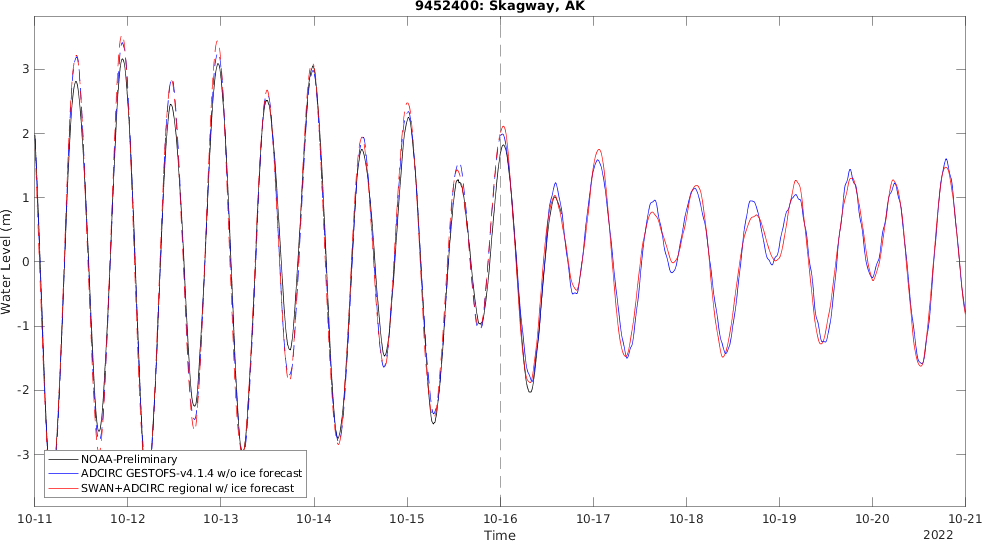 9452400: Skagway, AK
Water Level (m)
3
2
1
0
-1
-2
-3
NOAA-Preliminary
ADCIRC GESTOFS-v4.1.4 w/o ice forecast
SWAN+ADCIRC regional w/ ice forecast
10-11 10-12 10-13 10-14 10-15 10-16 10-17 10-18 10-19 10-20 10-21
Time
2022